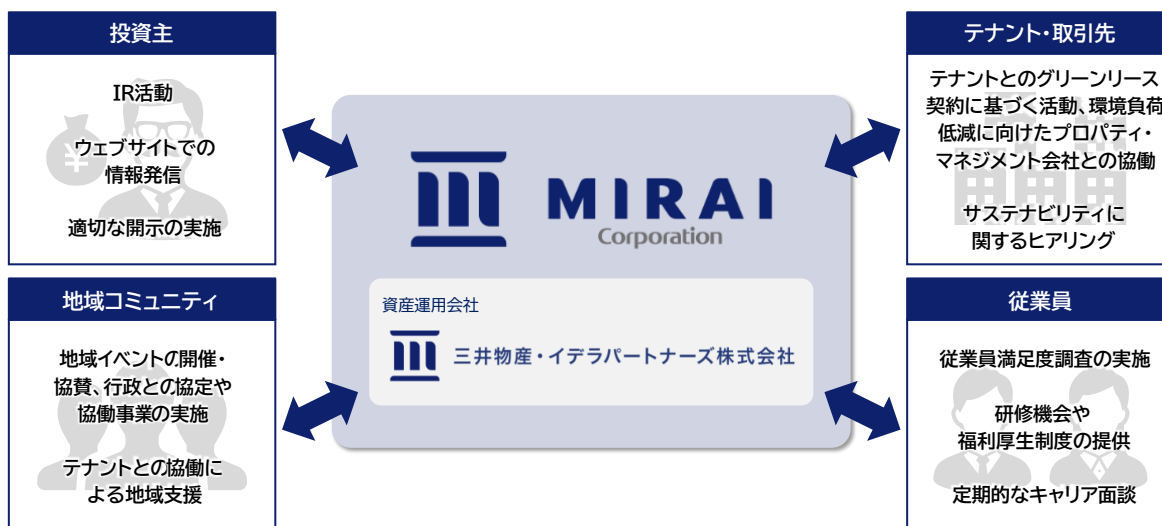 投資主
IR活動
ウェブサイトでの
情報発信
適切な開示の実施
地域コミュニティ
地域イベントの開催・
協賛、行政との協定や
協働事業の実施
テナントとの協働に
よる地域支援
¥
MIRAI
Corporation
資産運用会社
三井物産・イデラパートナーズ株式会社
テナント・取引先
テナントとのグリーンリース
契約に基づく活動、環境負荷
低減に向けたプロパティ・
マネジメント会社との協働
サステナビリティに
関するヒアリング
従業員
従業員満足度調査の実施
研修機会や
福利厚生制度の提供
定期的なキャリア面談